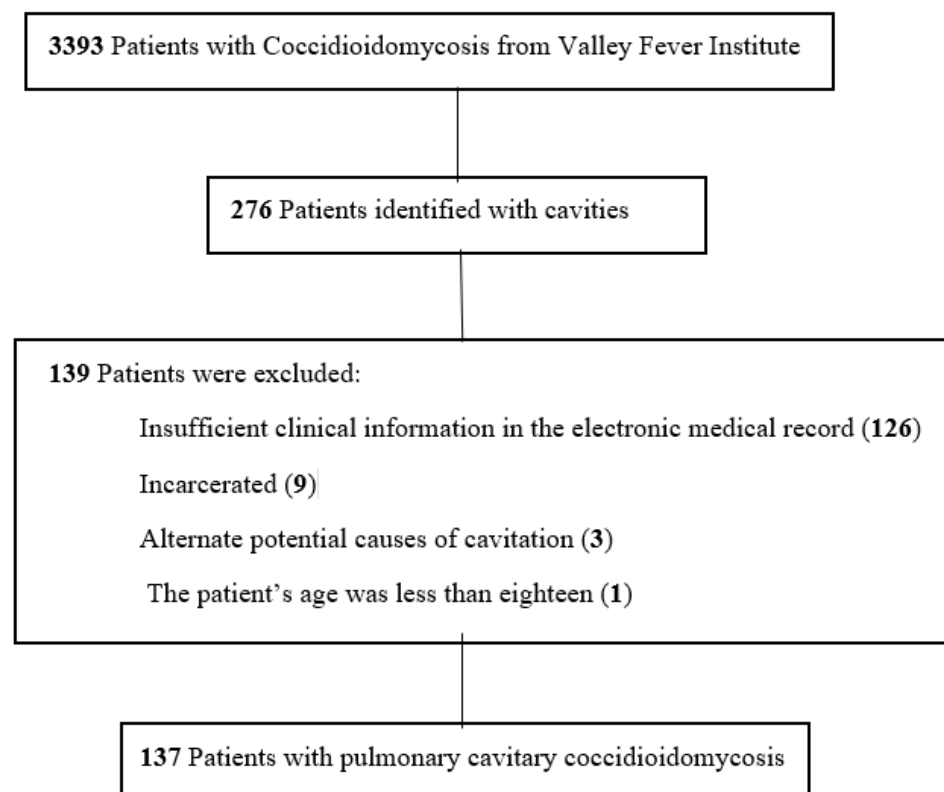 3393 Patients with Coccidioidomycosis from Valley Fever Institute
276 Patients identified with cavities
139 Patients were excluded:
Insufficient clinical information in the electronic medical record (126)
Incarcerated (9)
Alternate potential causes of cavitation (3)
The patient’s age was less than eighteen (1)
137 Patients with pulmonary cavitary coccidioidomycosis